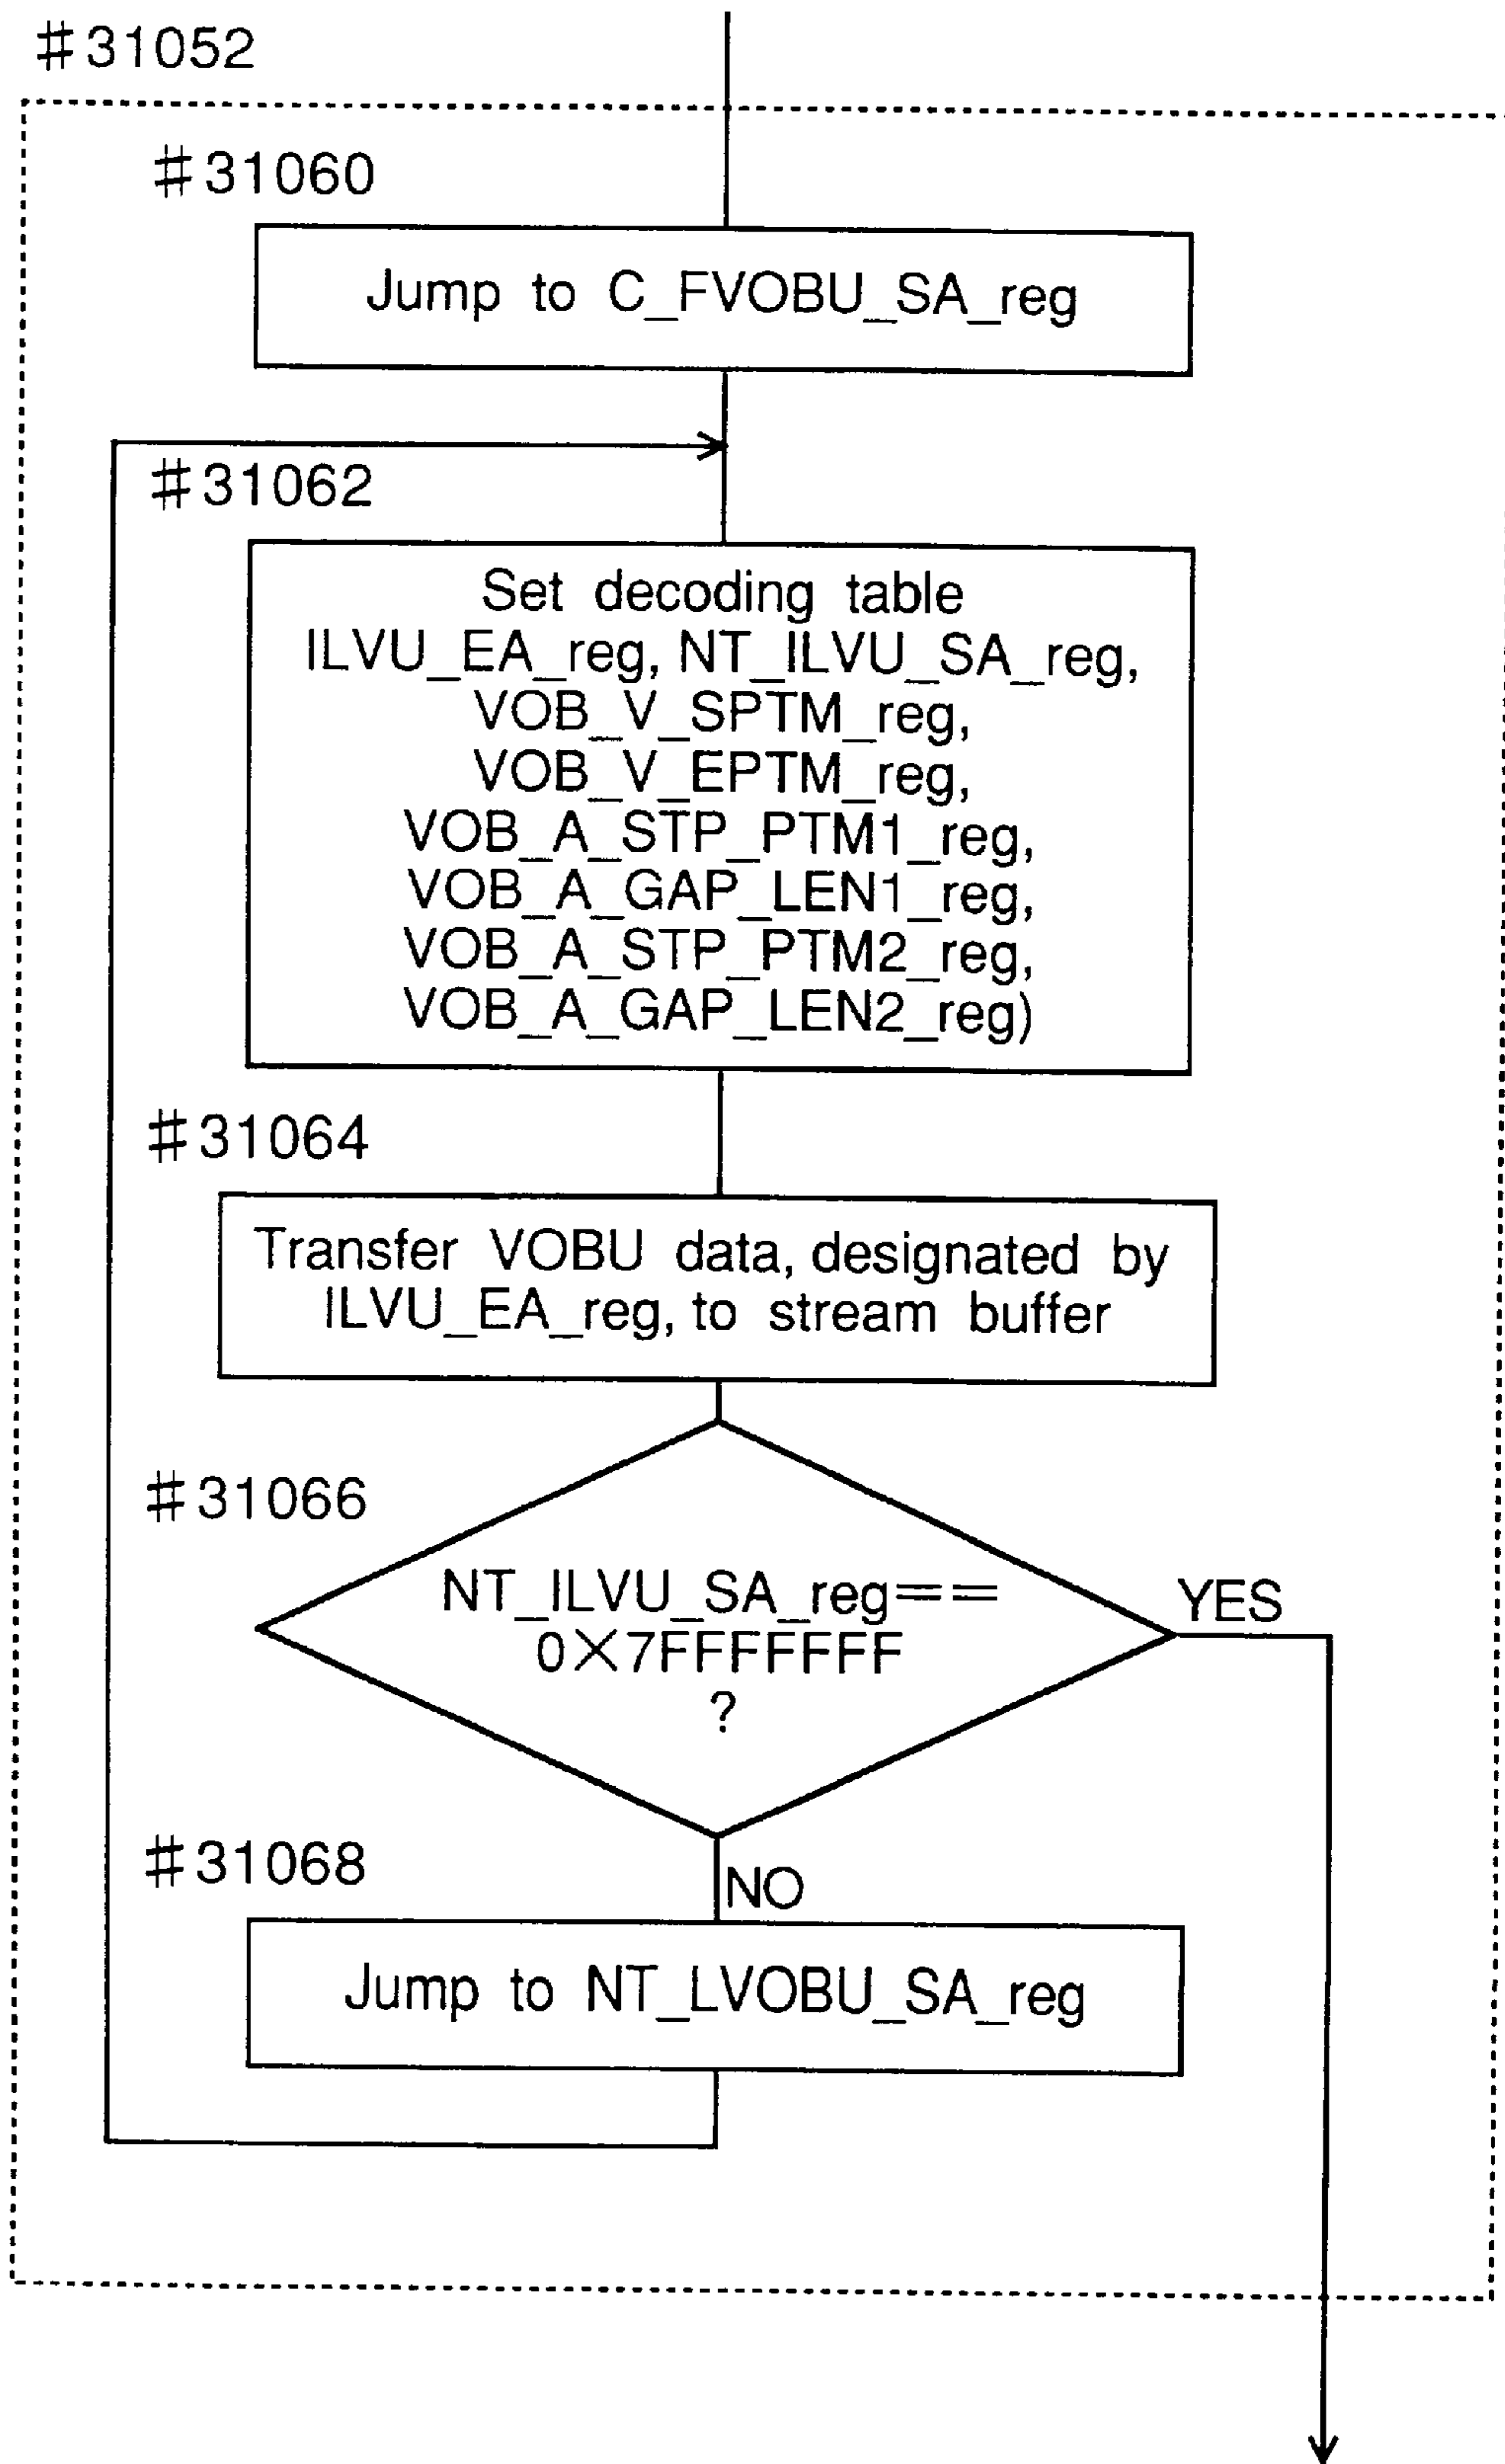 #31052
#31060
Jump to C_FVOBU_SA_reg
#31062
Set decoding table
ILVU_EA_reg, NT_ILVU_SA_reg,
VOB_V_SPTM_reg,
VOB_V_EPTM_reg,
VOB_A_STP_PTM1_reg,
VOB_A_GAP_LEN1_reg,
VOB_A_STP_PTM2_reg,
VOB_A_GAP_LEN2_reg)
#31064
Transfer VOBU data, designated by
ILVU_EA_reg, to stream buffer
#31066
NT_ILVU_SA_reg==
0×7FFFFFFF
?
YES
NO
#31068
Jump to NT_LVOBU_SA_reg